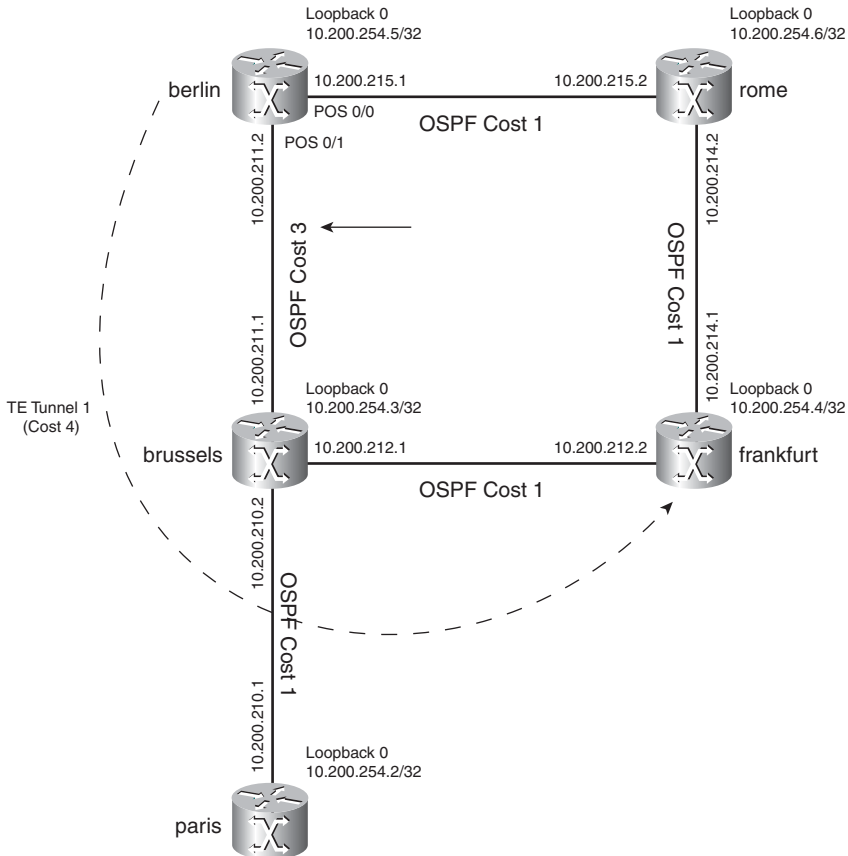 Loopback 0
10.200.254.5/32
Loopback 0
10.200.254.6/32
berlin
10.200.215.1
10.200.215.2
rome
POS 0/0
OSPF Cost 1
POS 0/1
10.200.211.2
10.200.214.2
OSPF Cost 3
OSPF Cost 1
10.200.211.1
10.200.214.1
TE Tunnel 1
(Cost 4)
Loopback 0
10.200.254.3/32
Loopback 0
10.200.254.4/32
brussels
10.200.212.1
10.200.212.2
frankfurt
OSPF Cost 1
10.200.210.2
OSPF Cost 1
10.200.210.1
Loopback 0
10.200.254.2/32
paris